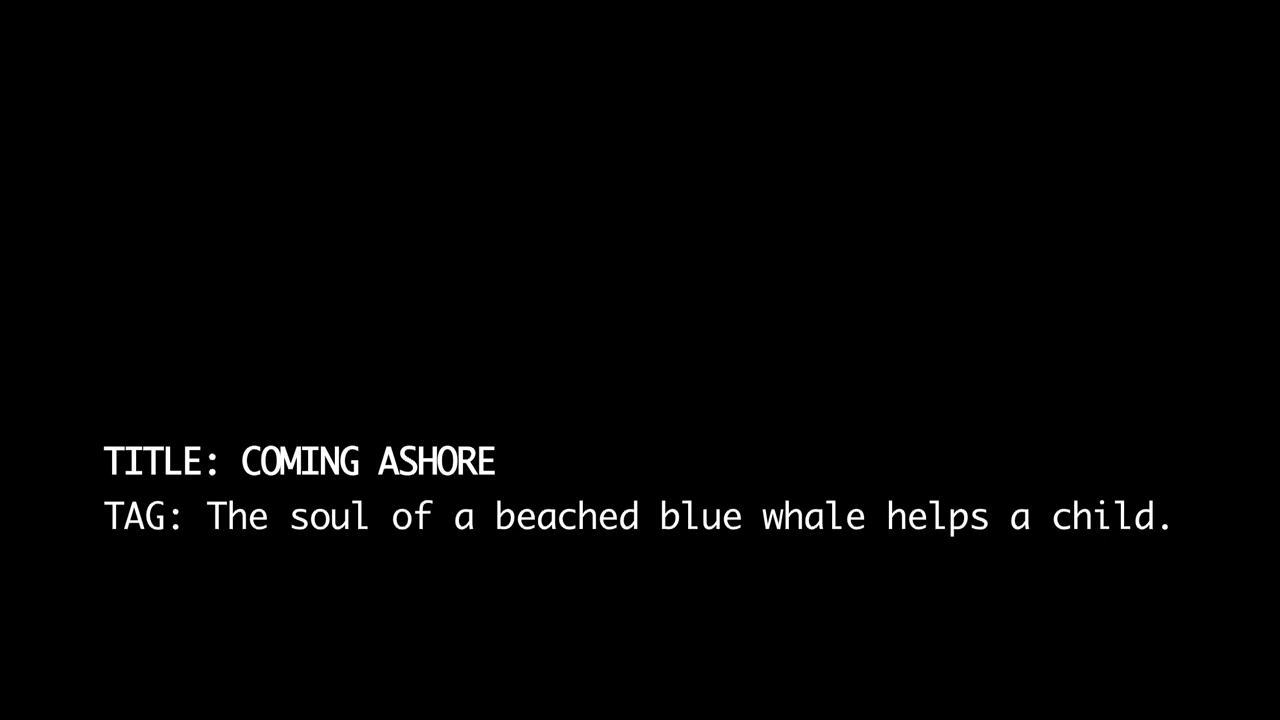 TITLE: COMING ASHORE
TAG: The soul of a beached blue whale helps a child.